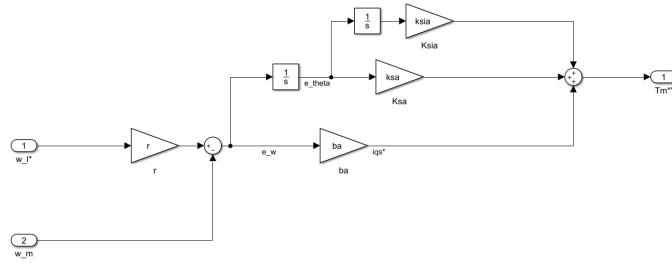 1
s
ksia
Ksia
1
s
e_theta
ksa
Ksa
+
+
+
1
Tm*'
1
w_l*
r
r
+
−
e_w
ba
ba
iqs*
2
w_m